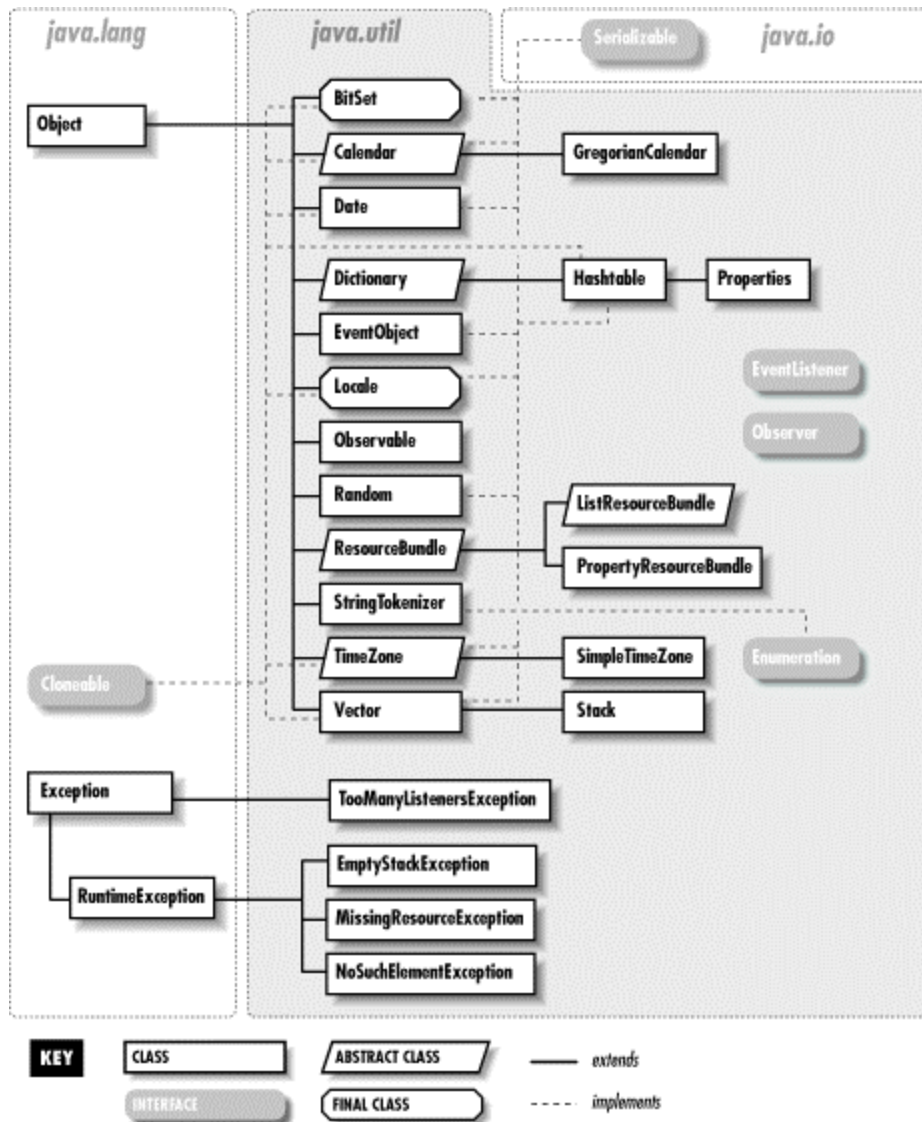 java.lang
java.util
Serializable
java.io
BitSet
Object
Calendar
GregorianCalendar
Date
Dictionary
Hashtable
Properties
EventObject
EventListener
Locale
Observer
Observable
Random
ListResourceBundle
ResourceBundle
PropertyResourceBundle
StringTokenizer
TimeZone
SimpleTimeZone
Enumeration
Cloneable
Vector
Stack
Exception
TooManyListenersException
EmptyStackException
RuntimeException
MissingResourceException
NoSuchElementException
KEY
CLASS
ABSTRACT CLASS
extends
INTERFACE
FINAL CLASS
implements